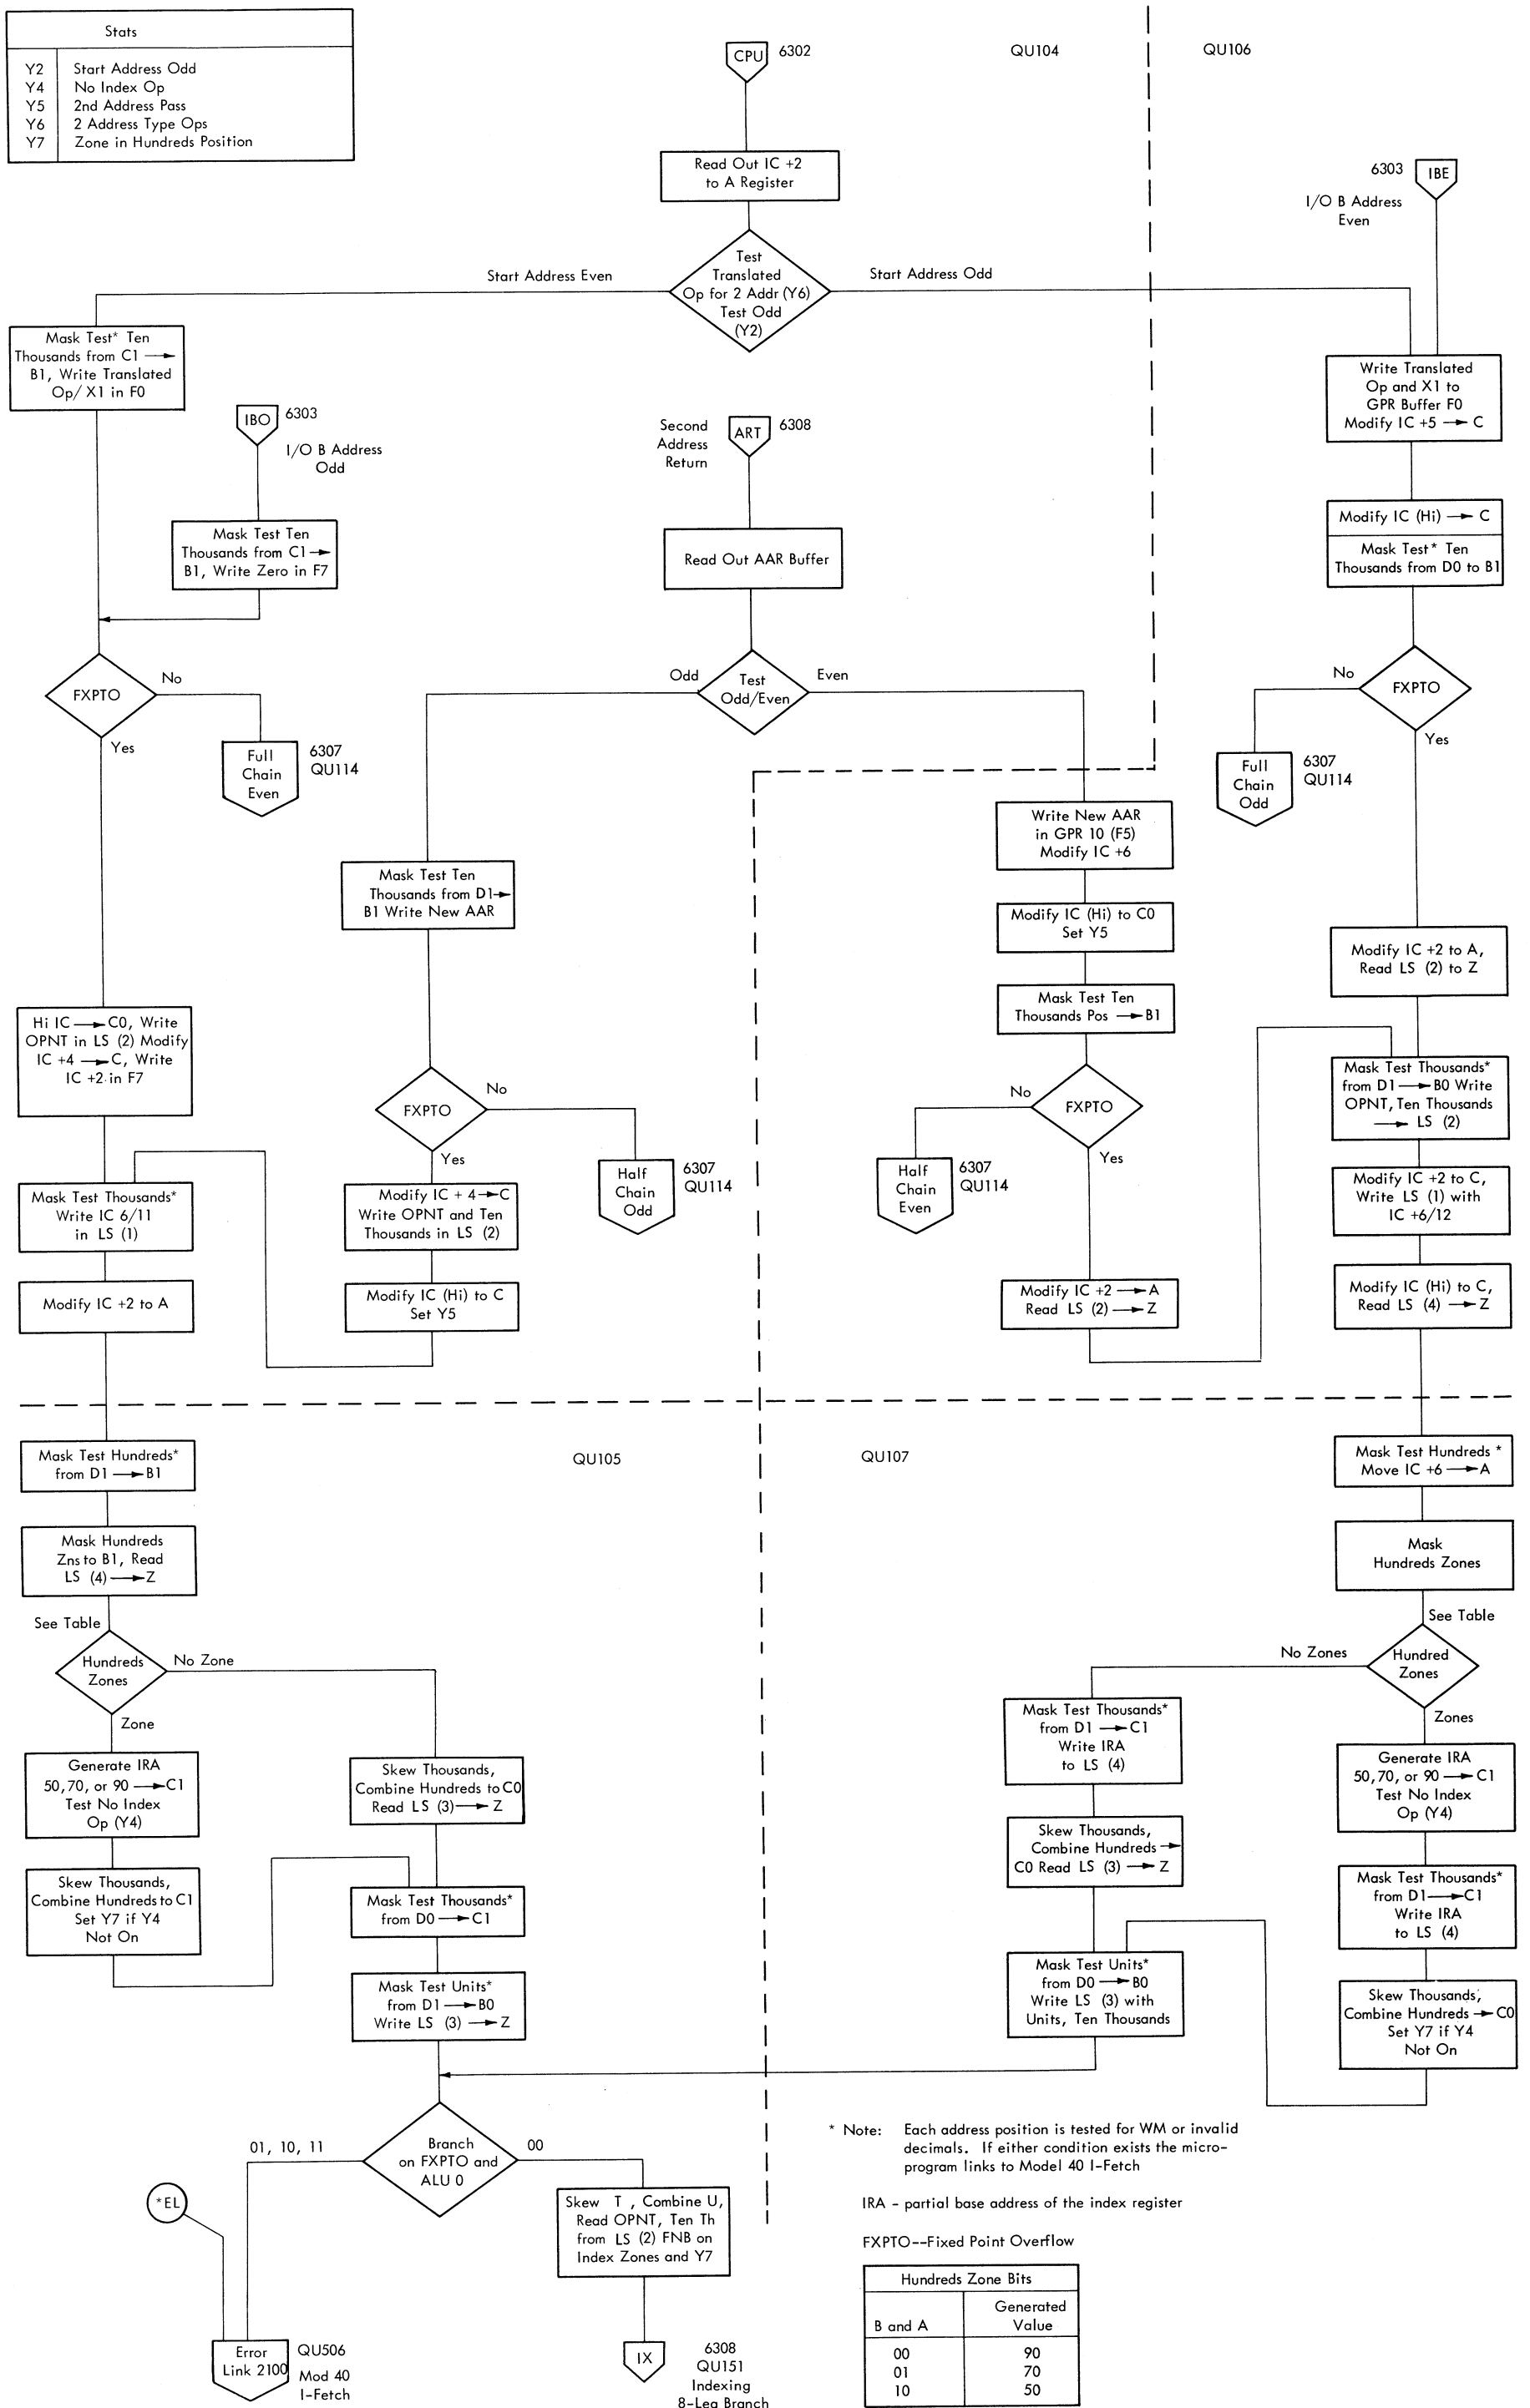 Stats
Y2 Start Address Odd
Y4 No Index Op
Y5 2nd Address Pass
Y6 2 Address Type Ops
Y7 Zone in Hundreds Position
CPU 6302
QU104
QU106
Read Out IC +2
to A Register
6303 IBE
I/O B Address
Even
Test
Translated
Op for 2 Addr (Y6)
Test Odd
(Y2)
Start Address Even
Start Address Odd
Mask Test* Ten
Thousands from C1 →
B1, Write Translated
Op/ X1 in F0
IBO 6303
I/O B Address
Odd
Mask Test Ten
Thousands from C1 →
B1, Write Zero in F7
Second
Address
Return
ART 6308
Read Out AAR Buffer
Write Translated
Op and X1 to
GPR Buffer F0
Modify IC +5 → C
Modify IC (Hi) → C
Mask Test* Ten
Thousands from D0 to B1
FXPTO
No
Yes
Full
Chain
Even
6307
QU114
Odd
Test
Odd/Even
Even
FXPTO
No
Yes
Full
Chain
Odd
6307
QU114
Mask Test Ten
Thousands from D1→
B1 Write New AAR
Write New AAR
in GPR 10 (F5)
Modify IC +6
Modify IC (Hi) to C0
Set Y5
Mask Test Ten
Thousands Pos → B1
Modify IC +2 to A,
Read LS (2) to Z
Hi IC → C0, Write
OPNT in LS (2) Modify
IC +4 → C, Write
IC +2 in F7
FXPTO
No
Yes
Half
Chain
Odd
6307
QU114
FXPTO
No
Yes
Half
Chain
Even
6307
QU114
Mask Test Thousands*
from D1 → B0 Write
OPNT, Ten Thousands
→ LS (2)
Mask Test Thousands*
Write IC 6/11
in LS (1)
Modify IC +2 to A
Modify IC + 4→C
Write OPNT and Ten
Thousands in LS (2)
Modify IC (Hi) to C
Set Y5
Modify IC +2 → A
Read LS (2) → Z
Modify IC +2 to C,
Write LS (1) with
IC +6/12
Modify IC (Hi) to C,
Read LS (4) → Z
QU105
QU107
Mask Test Hundreds*
from D1 → B1
Mask Hundreds
Zns to B1, Read
LS (4) → Z
See Table
Hundreds
Zones
No Zone
Zone
Generate IRA
50,70, or 90 → C1
Test No Index
Op (Y4)
Skew Thousands,
Combine Hundreds to C1
Set Y7 if Y4
Not On
Skew Thousands,
Combine Hundreds to C0
Read LS (3)→ Z
Mask Test Thousands*
from D0 → C1
Mask Test Units*
from D1 → B0
Write LS (3) → Z
Mask Test Hundreds *
Move IC +6 → A
Mask
Hundreds Zones
See Table
Hundred
Zones
No Zones
Zones
Mask Test Thousands*
from D1 → C1
Write IRA
to LS (4)
Skew Thousands,
Combine Hundreds →
C0 Read LS (3) → Z
Mask Test Units*
from D0 → B0
Write LS (3) with
Units, Ten Thousands
Generate IRA
50,70, or 90 → C1
Test No Index
Op (Y4)
Mask Test Thousands*
from D1→C1
Write IRA
to LS (4)
Skew Thousands,
Combine Hundreds → C0
Set Y7 if Y4
Not On
Branch
on FXPTO and
ALU 0
01, 10, 11
00
*EL
Skew T , Combine U,
Read OPNT, Ten Th
from LS (2) FNB on
Index Zones and Y7
Error
Link 2100
QU506
Mod 40
I-Fetch
IX
6308
QU151
Indexing
8-Leg Branch
* Note: Each address position is tested for WM or invalid
decimals. If either condition exists the micro-
program links to Model 40 I-Fetch
IRA - partial base address of the index register
FXPTO--Fixed Point Overflow
Hundreds Zone Bits
B and A Generated Value
00 90
01 70
10 50